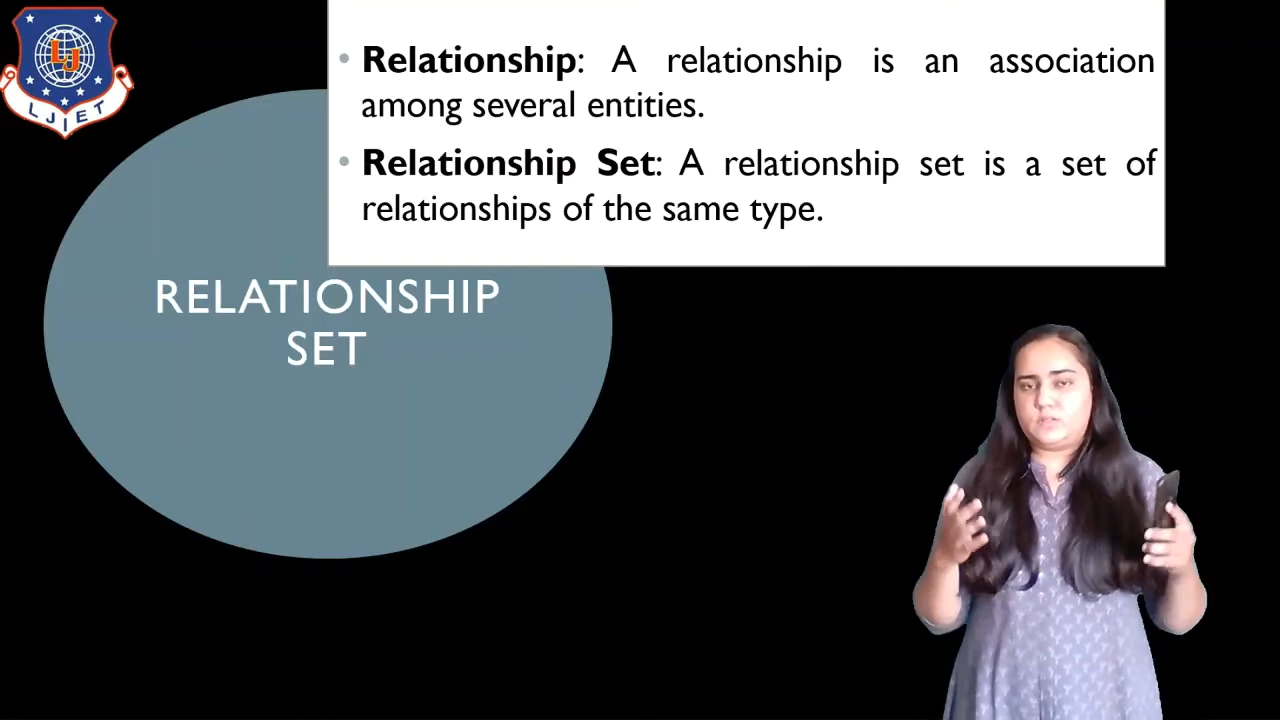 LJ
LJIET
• Relationship: A relationship is an association
among several entities.
• Relationship Set: A relationship set is a set of
relationships of the same type.
RELATIONSHIP
SET